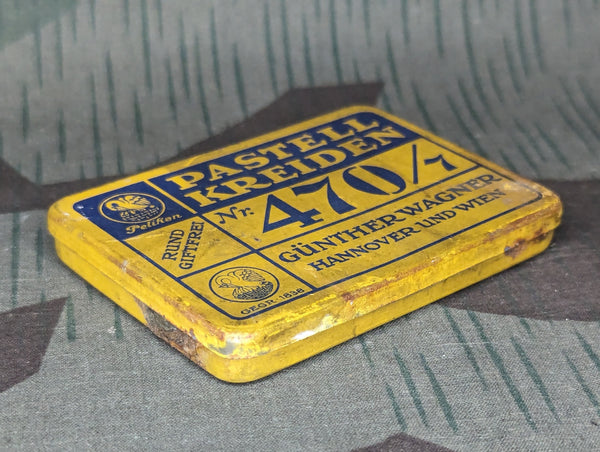 Pelikan
PASTELL
KREIDEN
RUND
GIFTFREI
Nr. 470/7
GÜNTHER WAGNER
HANNOVER UND WIEN
GEGR. 1838